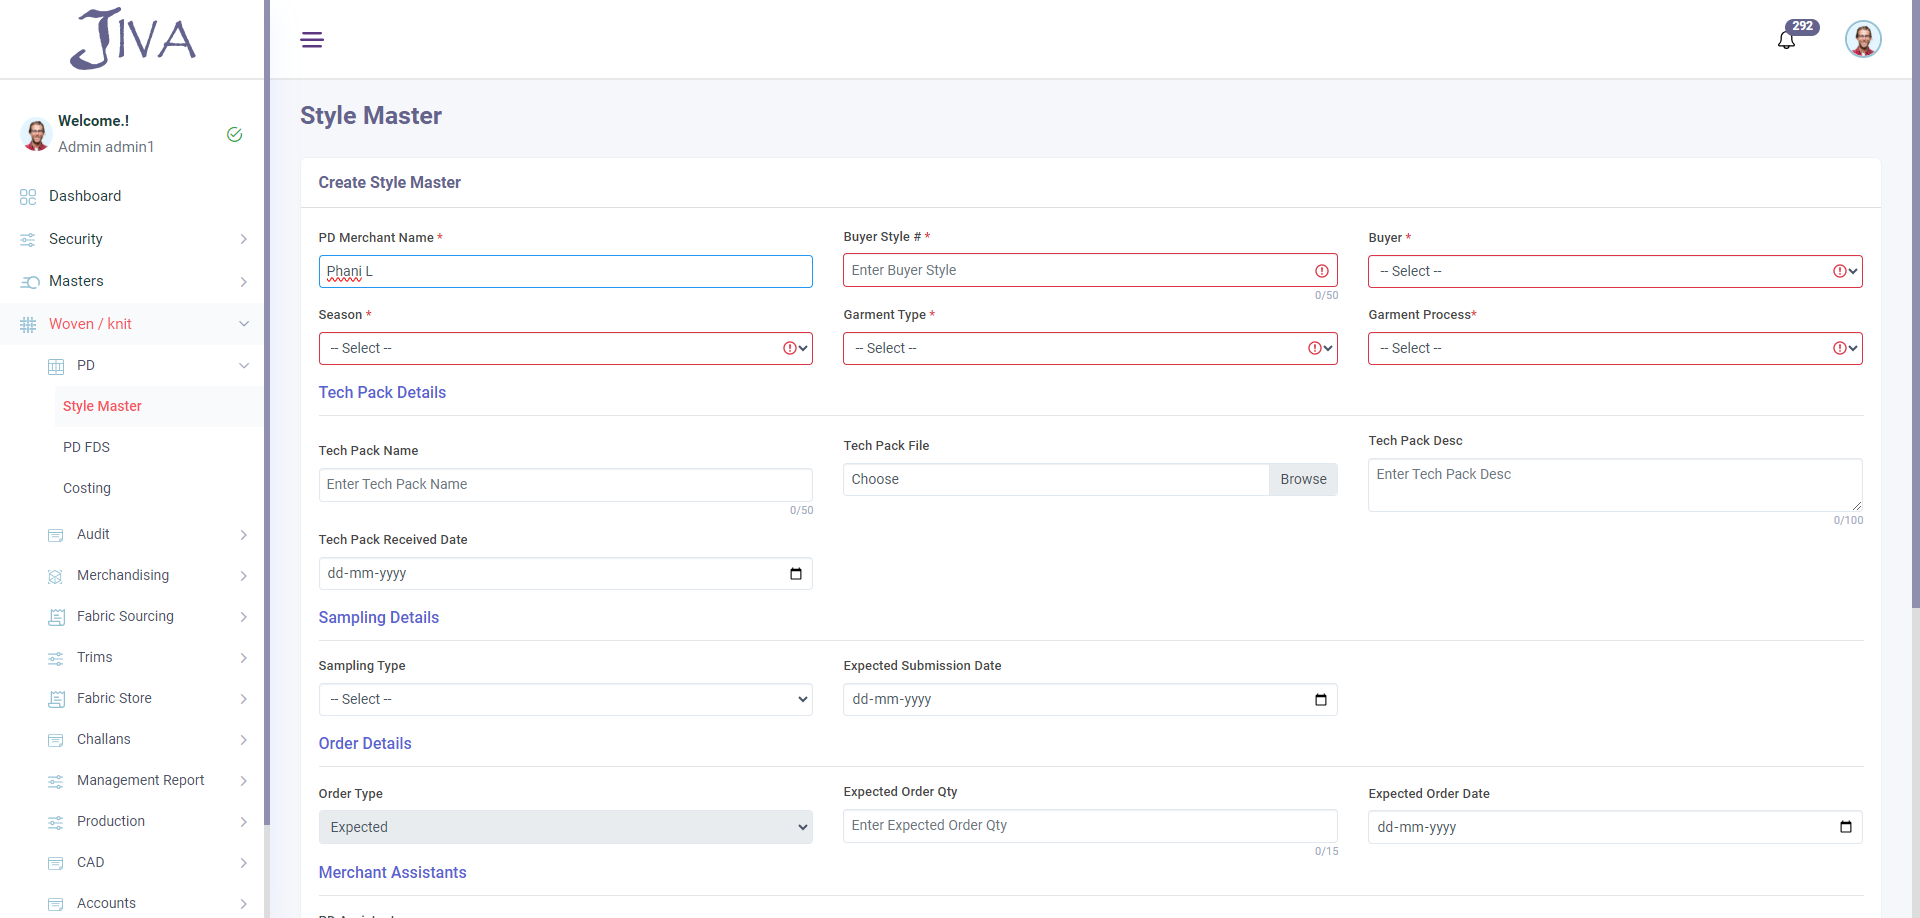 JIVA
292
Welcome.!
Admin admin1
Dashboard
Security
Masters
Woven / knit
PD
Style Master
PD FDS
Costing
Audit
Merchandising
Fabric Sourcing
Trims
Fabric Store
Challans
Management Report
Production
CAD
Accounts
Style Master
Create Style Master
PD Merchant Name *
Buyer Style # *
Buyer *
Phani L
Enter Buyer Style
-- Select --
0/50
Season *
Garment Type *
Garment Process*
-- Select --
-- Select --
-- Select --
Tech Pack Details
Tech Pack Name
Tech Pack File
Tech Pack Desc
Enter Tech Pack Name
Choose
Browse
Enter Tech Pack Desc
0/50
0/100
Tech Pack Received Date
dd-mm-yyyy
Sampling Details
Sampling Type
Expected Submission Date
-- Select --
dd-mm-yyyy
Order Details
Order Type
Expected Order Qty
Expected Order Date
Expected
Enter Expected Order Qty
dd-mm-yyyy
0/15
Merchant Assistants